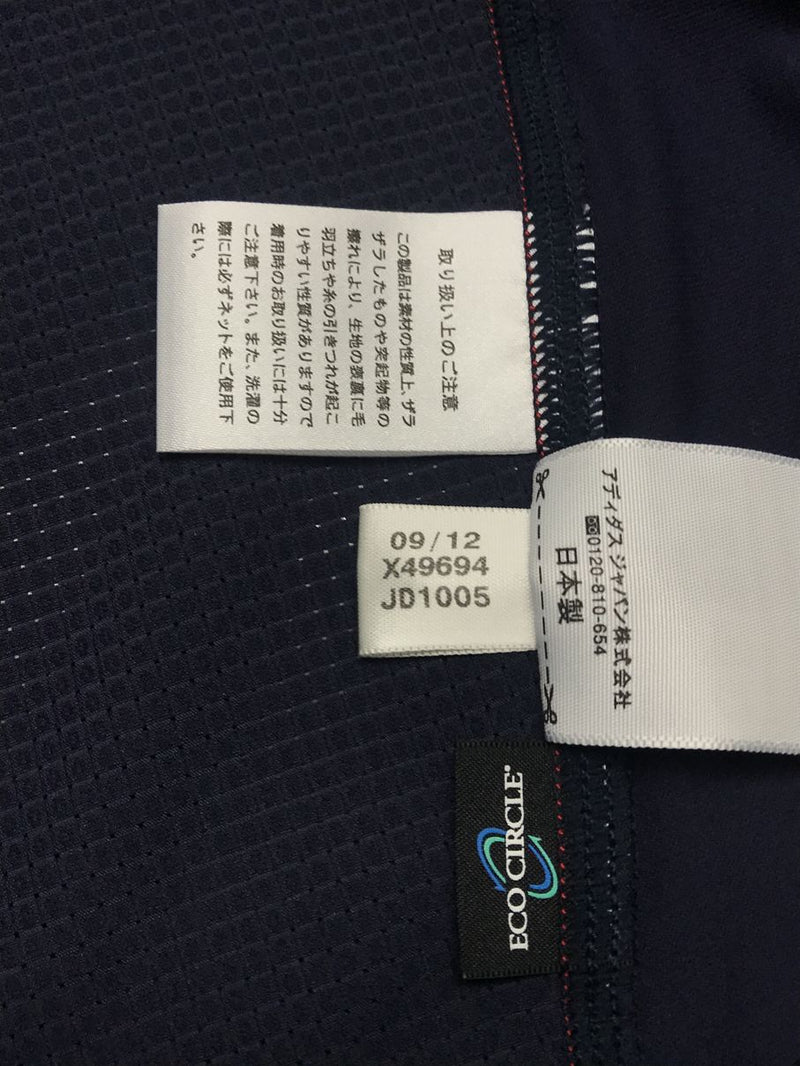 取り扱い上のご注意
この製品は素材の性質上、ザラ
ザラしたものや突起物等の
擦れにより、生地の表裏に毛
羽立ちや糸の引きつれが起こ
りやすい性質がありますので
着用時のお取り扱いには十分
ご注意下さい。また、洗濯の
際には必ずネットをご使用下
さい。
09/12
X49694
JD1005
アディダス ジャパン株式会社
0120-810-654
日本製
ECO CIRCLE®